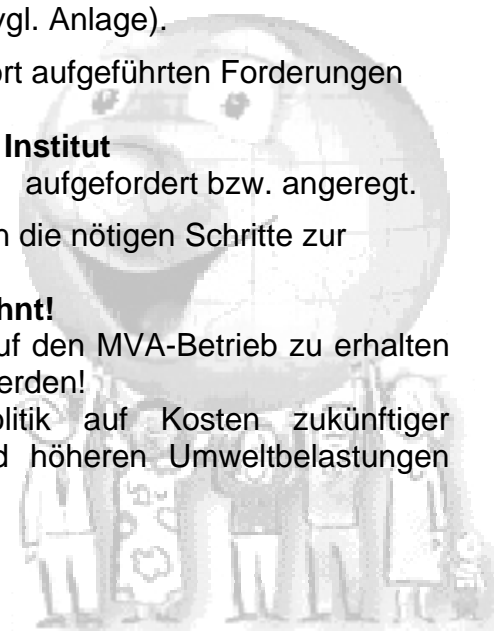 vgl. Anlage).
ort aufgeführten Forderungen
Institut
aufgefordert bzw. angeregt.
die nötigen Schritte zur
hnt!
uf den MVA-Betrieb zu erhalten
erden!
olitik auf Kosten zukünftiger
d höheren Umweltbelastungen